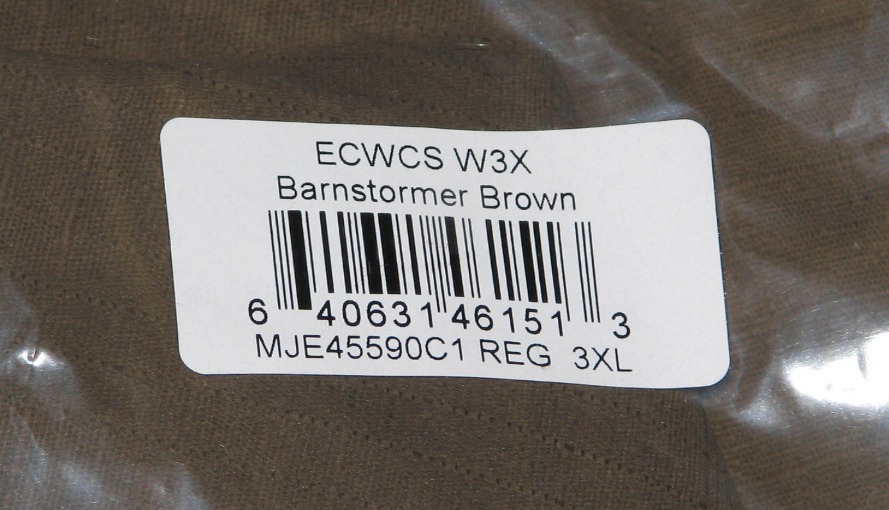 ECWCS W3X
Barnstormer Brown
6 40631 46151 3
MJE45590C1 REG 3XL